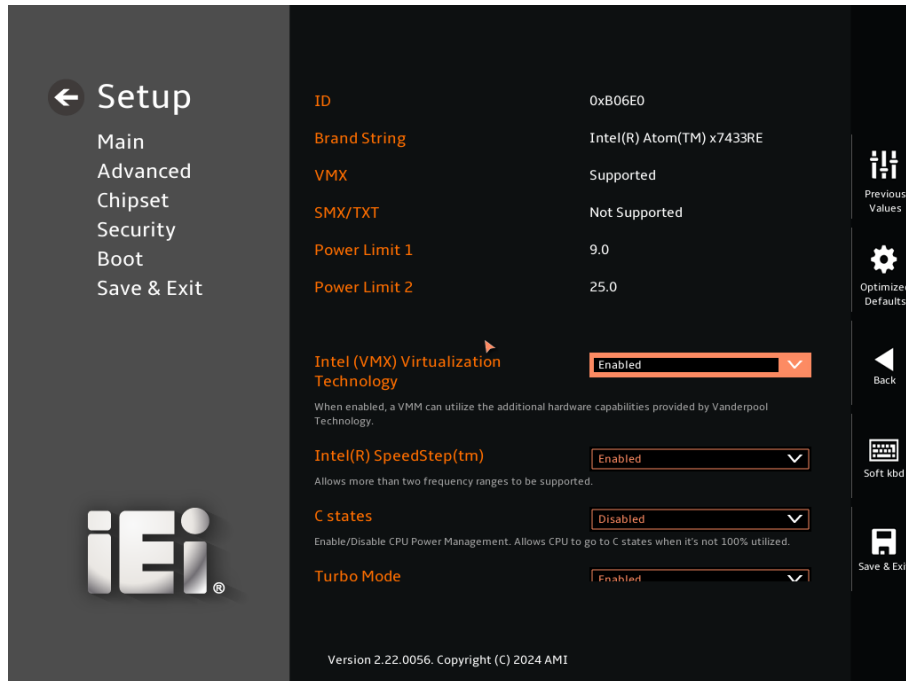 Setup
Main
Advanced
Chipset
Security
Boot
Save & Exit
iEi
®
ID 0xB06E0
Brand String Intel(R) Atom(TM) x7433RE
VMX Supported
SMX/TXT Not Supported
Power Limit 1 9.0
Power Limit 2 25.0
Intel (VMX) Virtualization Enabled
Technology
When enabled, a VMM can utilize the additional hardware capabilities provided by Vanderpool
Technology.
Intel(R) SpeedStep(tm) Enabled
Allows more than two frequency ranges to be supported.
C states Disabled
Enable/Disable CPU Power Management. Allows CPU to go to C states when it's not 100% utilized.
Turbo Mode Enabled
Version 2.22.0056. Copyright (C) 2024 AMI
Previous
Values
Optimize
Defaults
Back
Soft kbd
Save & Exi